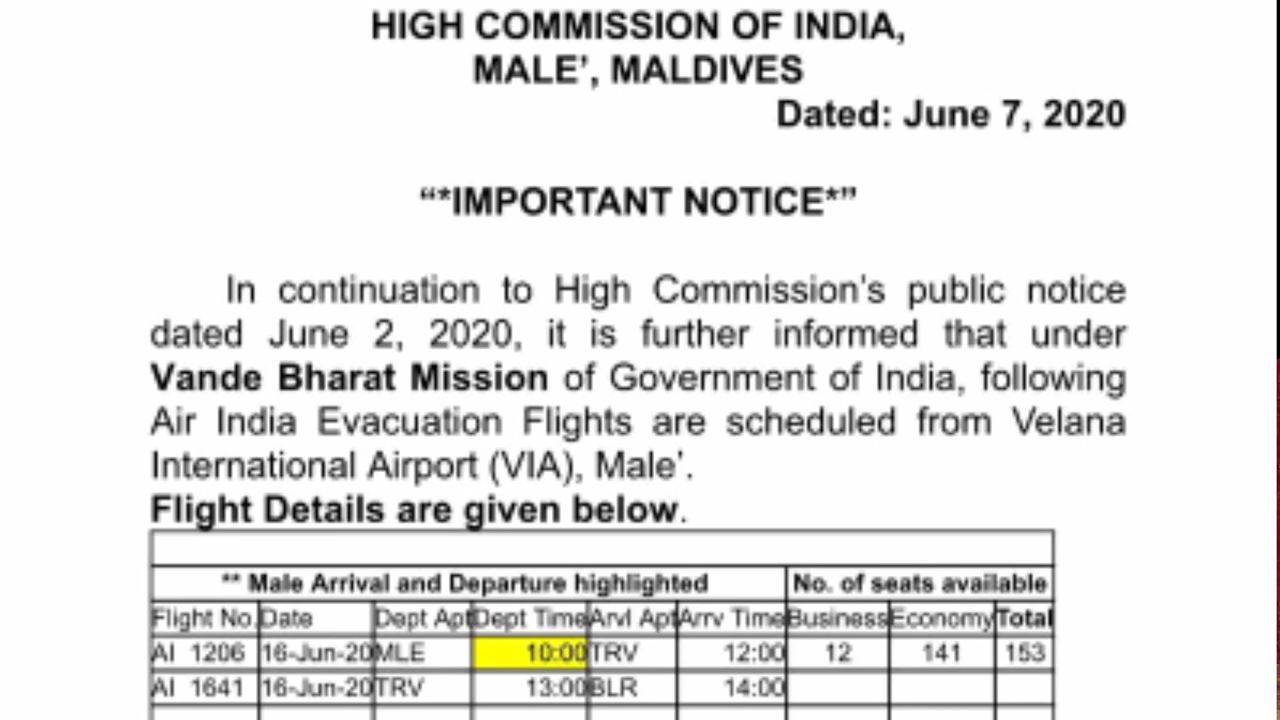 HIGH COMMISSION OF INDIA,
MALE’, MALDIVES
Dated: June 7, 2020
“*IMPORTANT NOTICE*”
In continuation to High Commission’s public notice
dated June 2, 2020, it is further informed that under
Vande Bharat Mission of Government of India, following
Air India Evacuation Flights are scheduled from Velana
International Airport (VIA), Male’.
Flight Details are given below.
** Male Arrival and Departure highlighted No. of seats available
Flight No. Date Dept Apt Dept Time Arvl Apt Arrv Time Business Economy Total
AI 1206 16-Jun-20 MLE 10:00 TRV 12:00 12 141 153
AI 1641 16-Jun-20 TRV 13:00 BLR 14:00